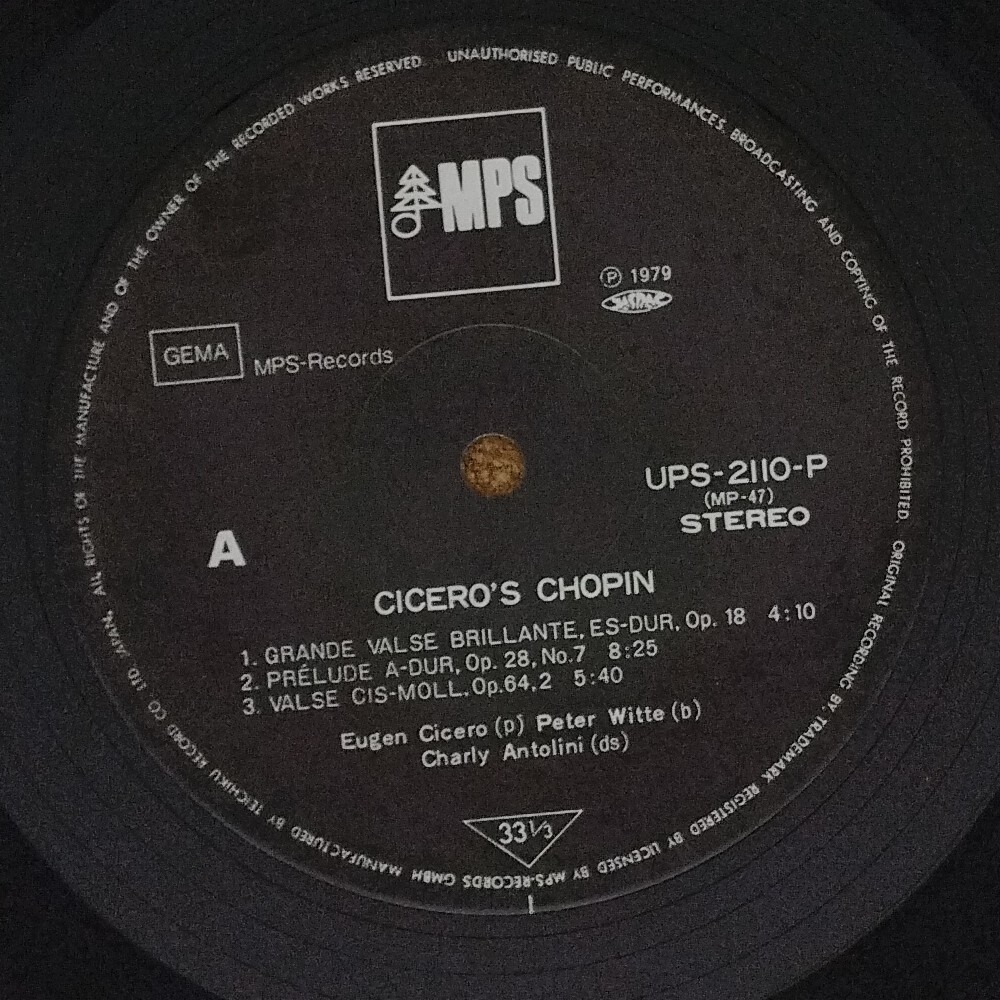 UNAUTHORISED PUBLIC PERFORMANCES, BROADCASTING AND COPYING OF THE RECORD PROHIBITED. ORIGINAL RECORDING BY, TRADEMARK REGISTERED BY LICENSED BY MPS-RECORDS GMBH MANUFACTURED BY TEICHIKU RECORD CO. LTD. JAPAN. ALL RIGHTS OF THE MANUFACTURE AND OF THE OWNER OF THE RECORDED WORKS RESERVED
MPS
Ⓟ 1979
JASRAC
GEMA
MPS-Records
UPS-2110-P
(MP-47)
STEREO
A
CICERO'S CHOPIN
1. GRANDE VALSE BRILLANTE, ES-DUR, Op. 18 4:10
2. PRÉLUDE A-DUR, Op. 28, No.7 8:25
3. VALSE CIS-MOLL, Op.64,2 5:40
Eugen Cicero (p) Peter Witte (b)
Charly Antolini (ds)
33 1/3